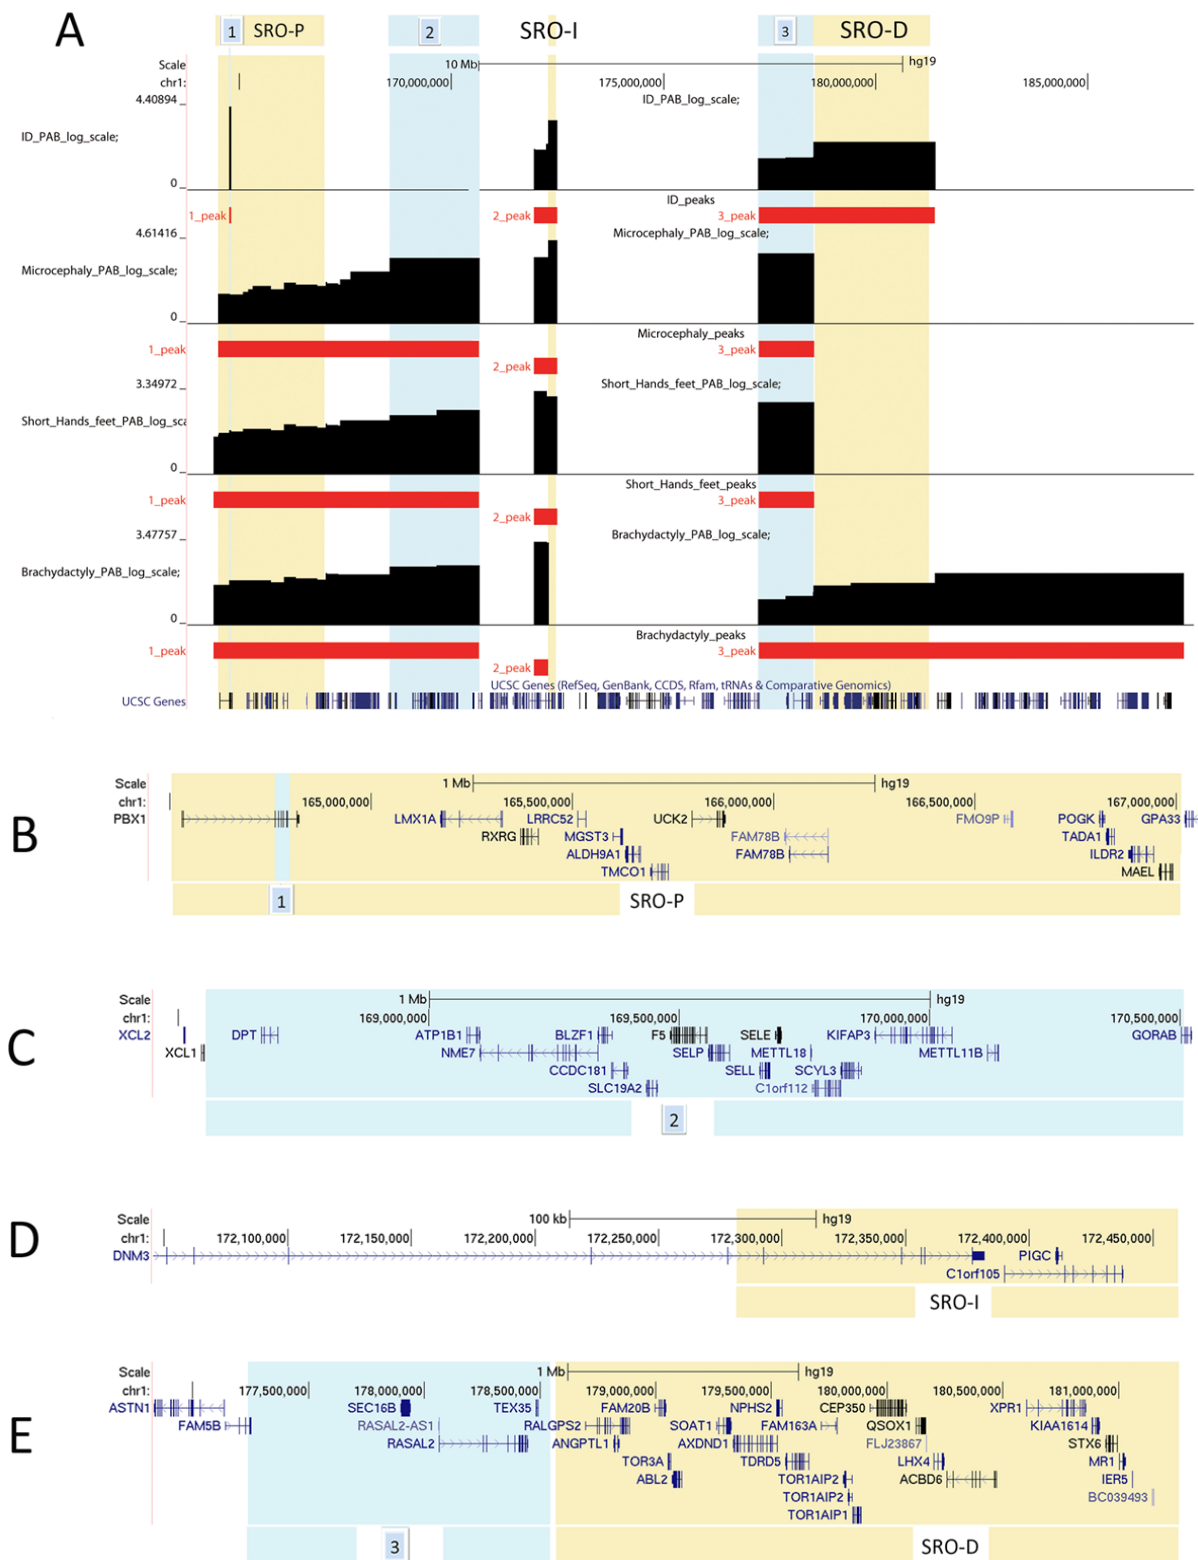 A
1 SRO-P 2 SRO-I 3 SRO-D
Scale 10 Mb hg19
chr1: 170,000,000 175,000,000 180,000,000 185,000,000
4.40894 ID_PAB_log_scale;
ID_PAB_log_scale;
0
ID_peaks
1_peak 2_peak 3_peak
4.61416 Microcephaly_PAB_log_scale;
Microcephaly_PAB_log_scale;
0
Microcephaly_peaks
1_peak 3_peak
2_peak
3.34972 Short_Hands_feet_PAB_log_scale;
Short_Hands_feet_PAB_log_sca
0
Short_Hands_feet_peaks
1_peak 3_peak
2_peak
3.47757 Brachydactyly_PAB_log_scale;
Brachydactyly_PAB_log_scale;
0
Brachydactyly_peaks
1_peak 3_peak
2_peak
UCSC Genes (RefSeq, GenBank, CCDS, Rfam, tRNAs & Comparative Genomics)
UCSC Genes
B
Scale 1 Mb hg19
chr1: 165,000,000 165,500,000 166,000,000 166,500,000 167,000,000
PBX1 LMX1A LRRC52 UCK2 FMO9P POGK GPA33
RXRG MGST3 FAM78B TADA1
ALDH9A1 FAM78B ILDR2
TMCO1 MAEL
1 SRO-P
C
Scale 1 Mb hg19
chr1: 169,000,000 169,500,000 170,000,000 170,500,000
XCL2 DPT ATP1B1 BLZF1 F5 SELE KIFAP3 GORAB
XCL1 NME7 SELP METTL18 METTL11B
CCDC181 SELL SCYL3
SLC19A2 C1orf112
2
D
Scale 100 kb hg19
chr1: 172,100,000 172,150,000 172,200,000 172,250,000 172,300,000 172,350,000 172,400,000 172,450,000
DNM3 PIGC
C1orf105
SRO-I
E
Scale 1 Mb hg19
chr1: 177,500,000 178,000,000 178,500,000 179,000,000 179,500,000 180,000,000 180,500,000 181,000,000
ASTN1 SEC16B TEX35 FAM20B NPHS2 CEP350 XPR1
FAM5B RASAL2-AS1 RALGPS2 SOAT1 FAM163A QSOX1 KIAA1614
RASAL2 ANGPTL1 AXDND1 FLJ23867 STX6
TOR3A TDRD5 LHX4 MR1
ABL2 TOR1AIP2 ACBD6 IER5
TOR1AIP2 BC039493
TOR1AIP1
3 SRO-D